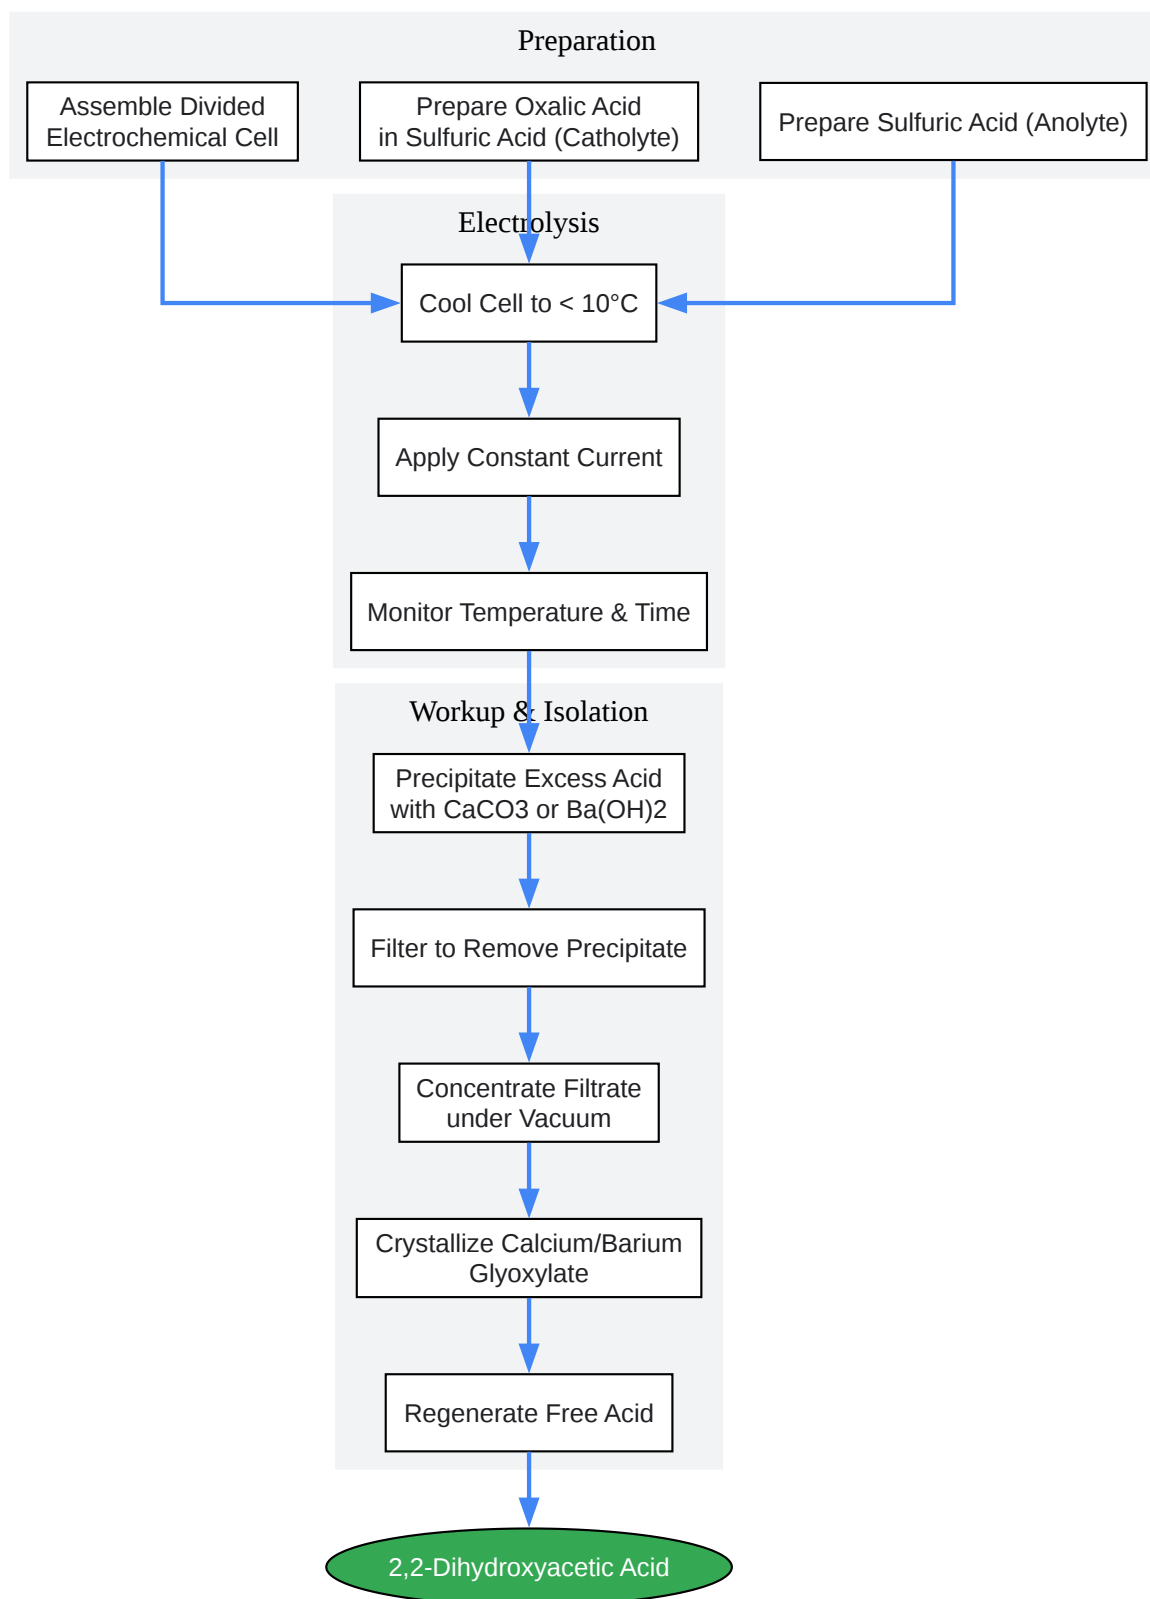 Preparation
Assemble Divided
Electrochemical Cell
Prepare Oxalic Acid
in Sulfuric Acid (Catholyte)
Prepare Sulfuric Acid (Anolyte)
Electrolysis
Cool Cell to < 10°C
Apply Constant Current
Monitor Temperature & Time
Workup & Isolation
Precipitate Excess Acid
with CaCO3 or Ba(OH)2
Filter to Remove Precipitate
Concentrate Filtrate
under Vacuum
Crystallize Calcium/Barium
Glyoxylate
Regenerate Free Acid
2,2-Dihydroxyacetic Acid